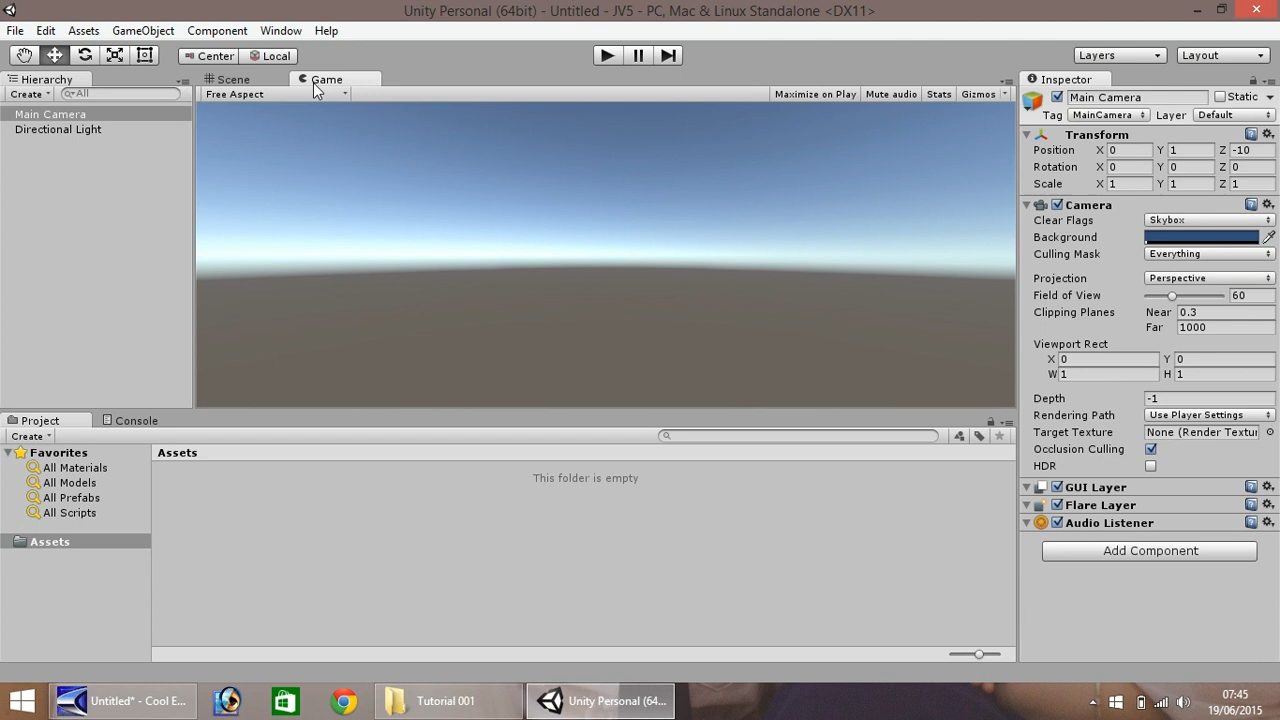 Unity Personal (64bit) - Untitled - JV5 - PC, Mac & Linux Standalone <DX11>
File Edit Assets GameObject Component Window Help
Center Local Layers Layout
Hierarchy Scene Game Inspector
Create All Free Aspect Maximize on Play Mute audio Stats Gizmos Main Camera Static
Main Camera Tag MainCamera Layer Default
Directional Light Transform
Position X 0 Y 1 Z -10
Rotation X 0 Y 0 Z 0
Scale X 1 Y 1 Z 1
Camera
Clear Flags Skybox
Background
Culling Mask Everything
Projection Perspective
Field of View 60
Clipping Planes Near 0.3
Far 1000
Viewport Rect
X 0 Y 0
W 1 H 1
Depth -1
Rendering Path Use Player Settings
Target Texture None (Render Textur
Occlusion Culling
HDR
GUI Layer
Flare Layer
Audio Listener
Add Component
Project Console
Create
Favorites Assets
All Materials This folder is empty
All Models
All Prefabs
All Scripts
Assets
Untitled* - Cool E... Tutorial 001 Unity Personal (64... 07:45
19/06/2015